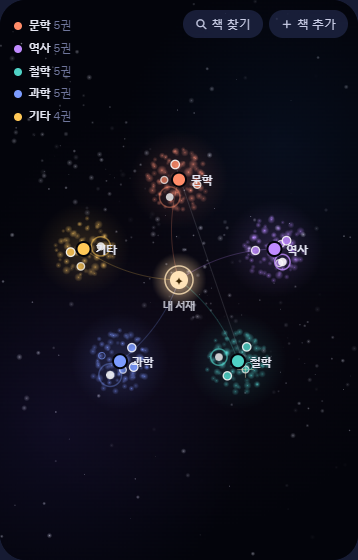 문학 5권
역사 5권
철학 5권
과학 5권
기타 4권
책 찾기
+ 책 추가
문학
기타
역사
내 서재
과학
철학